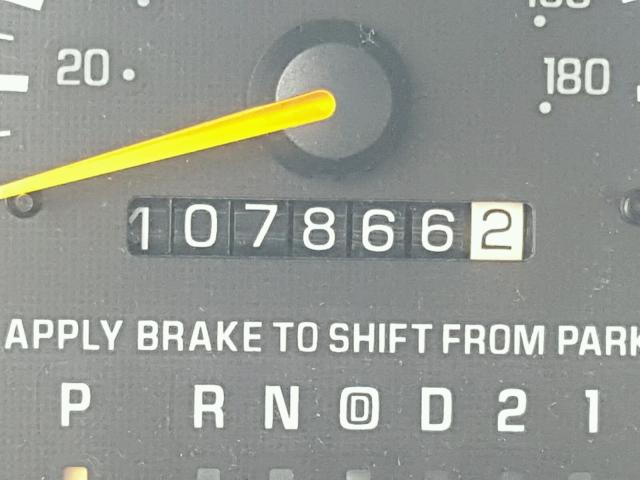 20 180
1078662
APPLY BRAKE TO SHIFT FROM PARK
P R N D D 2 1